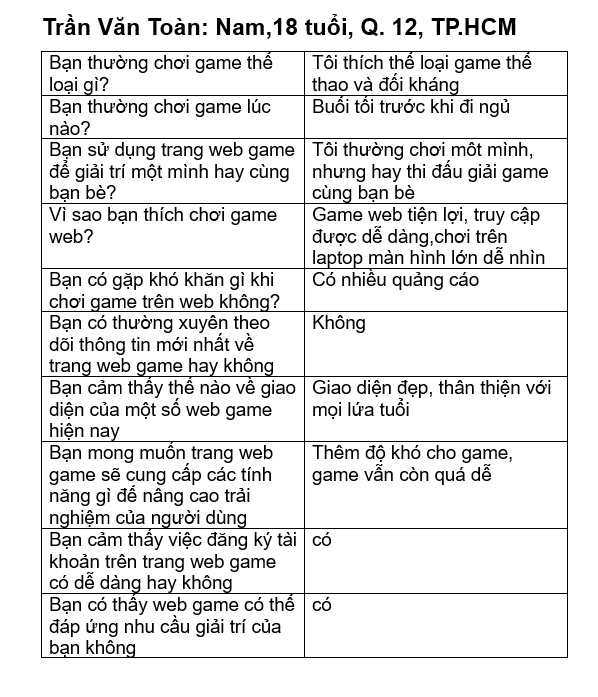 Trần Văn Toàn: Nam,18 tuổi, Q. 12, TP.HCM
Bạn thường chơi game thể
loại gì?
Tôi thích thể loại game thể
thao và đối kháng
Bạn thường chơi game lúc
nào?
Buổi tối trước khi đi ngủ
Bạn sử dụng trang web game
để giải trí một mình hay cùng
bạn bè?
Tôi thường chơi môt mình,
nhưng hay thi đấu giải game
cùng bạn bè
Vì sao bạn thích chơi game
web?
Game web tiện lợi, truy cập
được dễ dàng,chơi trên
laptop màn hình lớn dễ nhìn
Bạn có gặp khó khăn gì khi
chơi game trên web không?
Có nhiều quảng cáo
Bạn có thường xuyên theo
dõi thông tin mới nhất về
trang web game hay không
Không
Bạn cảm thấy thế nào về giao
diện của một số web game
hiện nay
Giao diện đẹp, thân thiện với
mọi lứa tuổi
Bạn mong muốn trang web
game sẽ cung cấp các tính
năng gì để nâng cao trải
nghiệm của người dùng
Thêm độ khó cho game,
game vẫn còn quá dễ
Bạn cảm thấy việc đăng ký tài
khoản trên trang web game
có dễ dàng hay không
có
Bạn có thấy web game có thể
đáp ứng nhu cầu giải trí của
bạn không
có